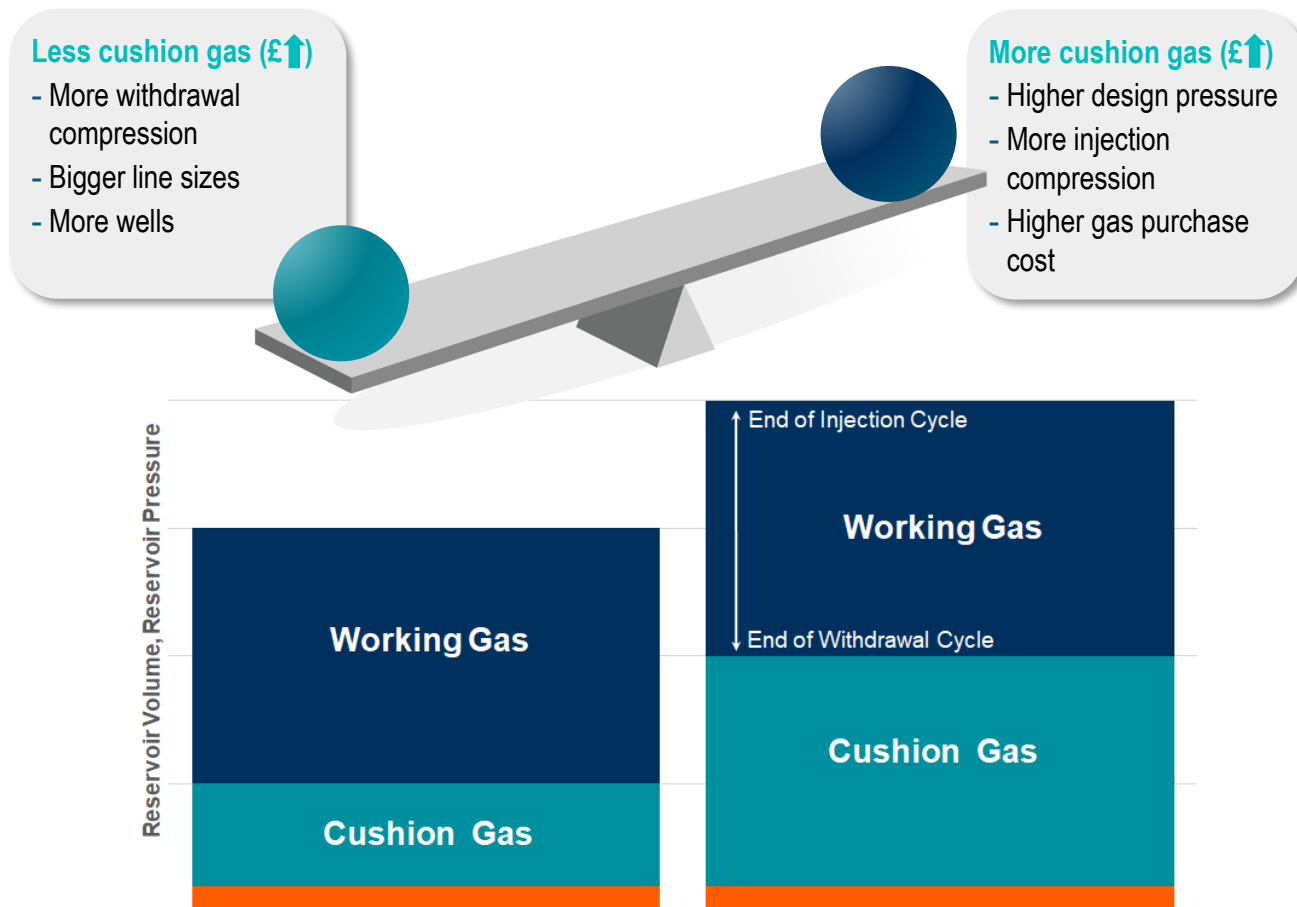 Less cushion gas (£⬆)
- More withdrawal
compression
- Bigger line sizes
- More wells
More cushion gas (£⬆)
- Higher design pressure
- More injection
compression
- Higher gas purchase
cost
Reservoir Volume, Reservoir Pressure
Working Gas
Cushion Gas
End of Injection Cycle
Working Gas
End of Withdrawal Cycle
Cushion Gas